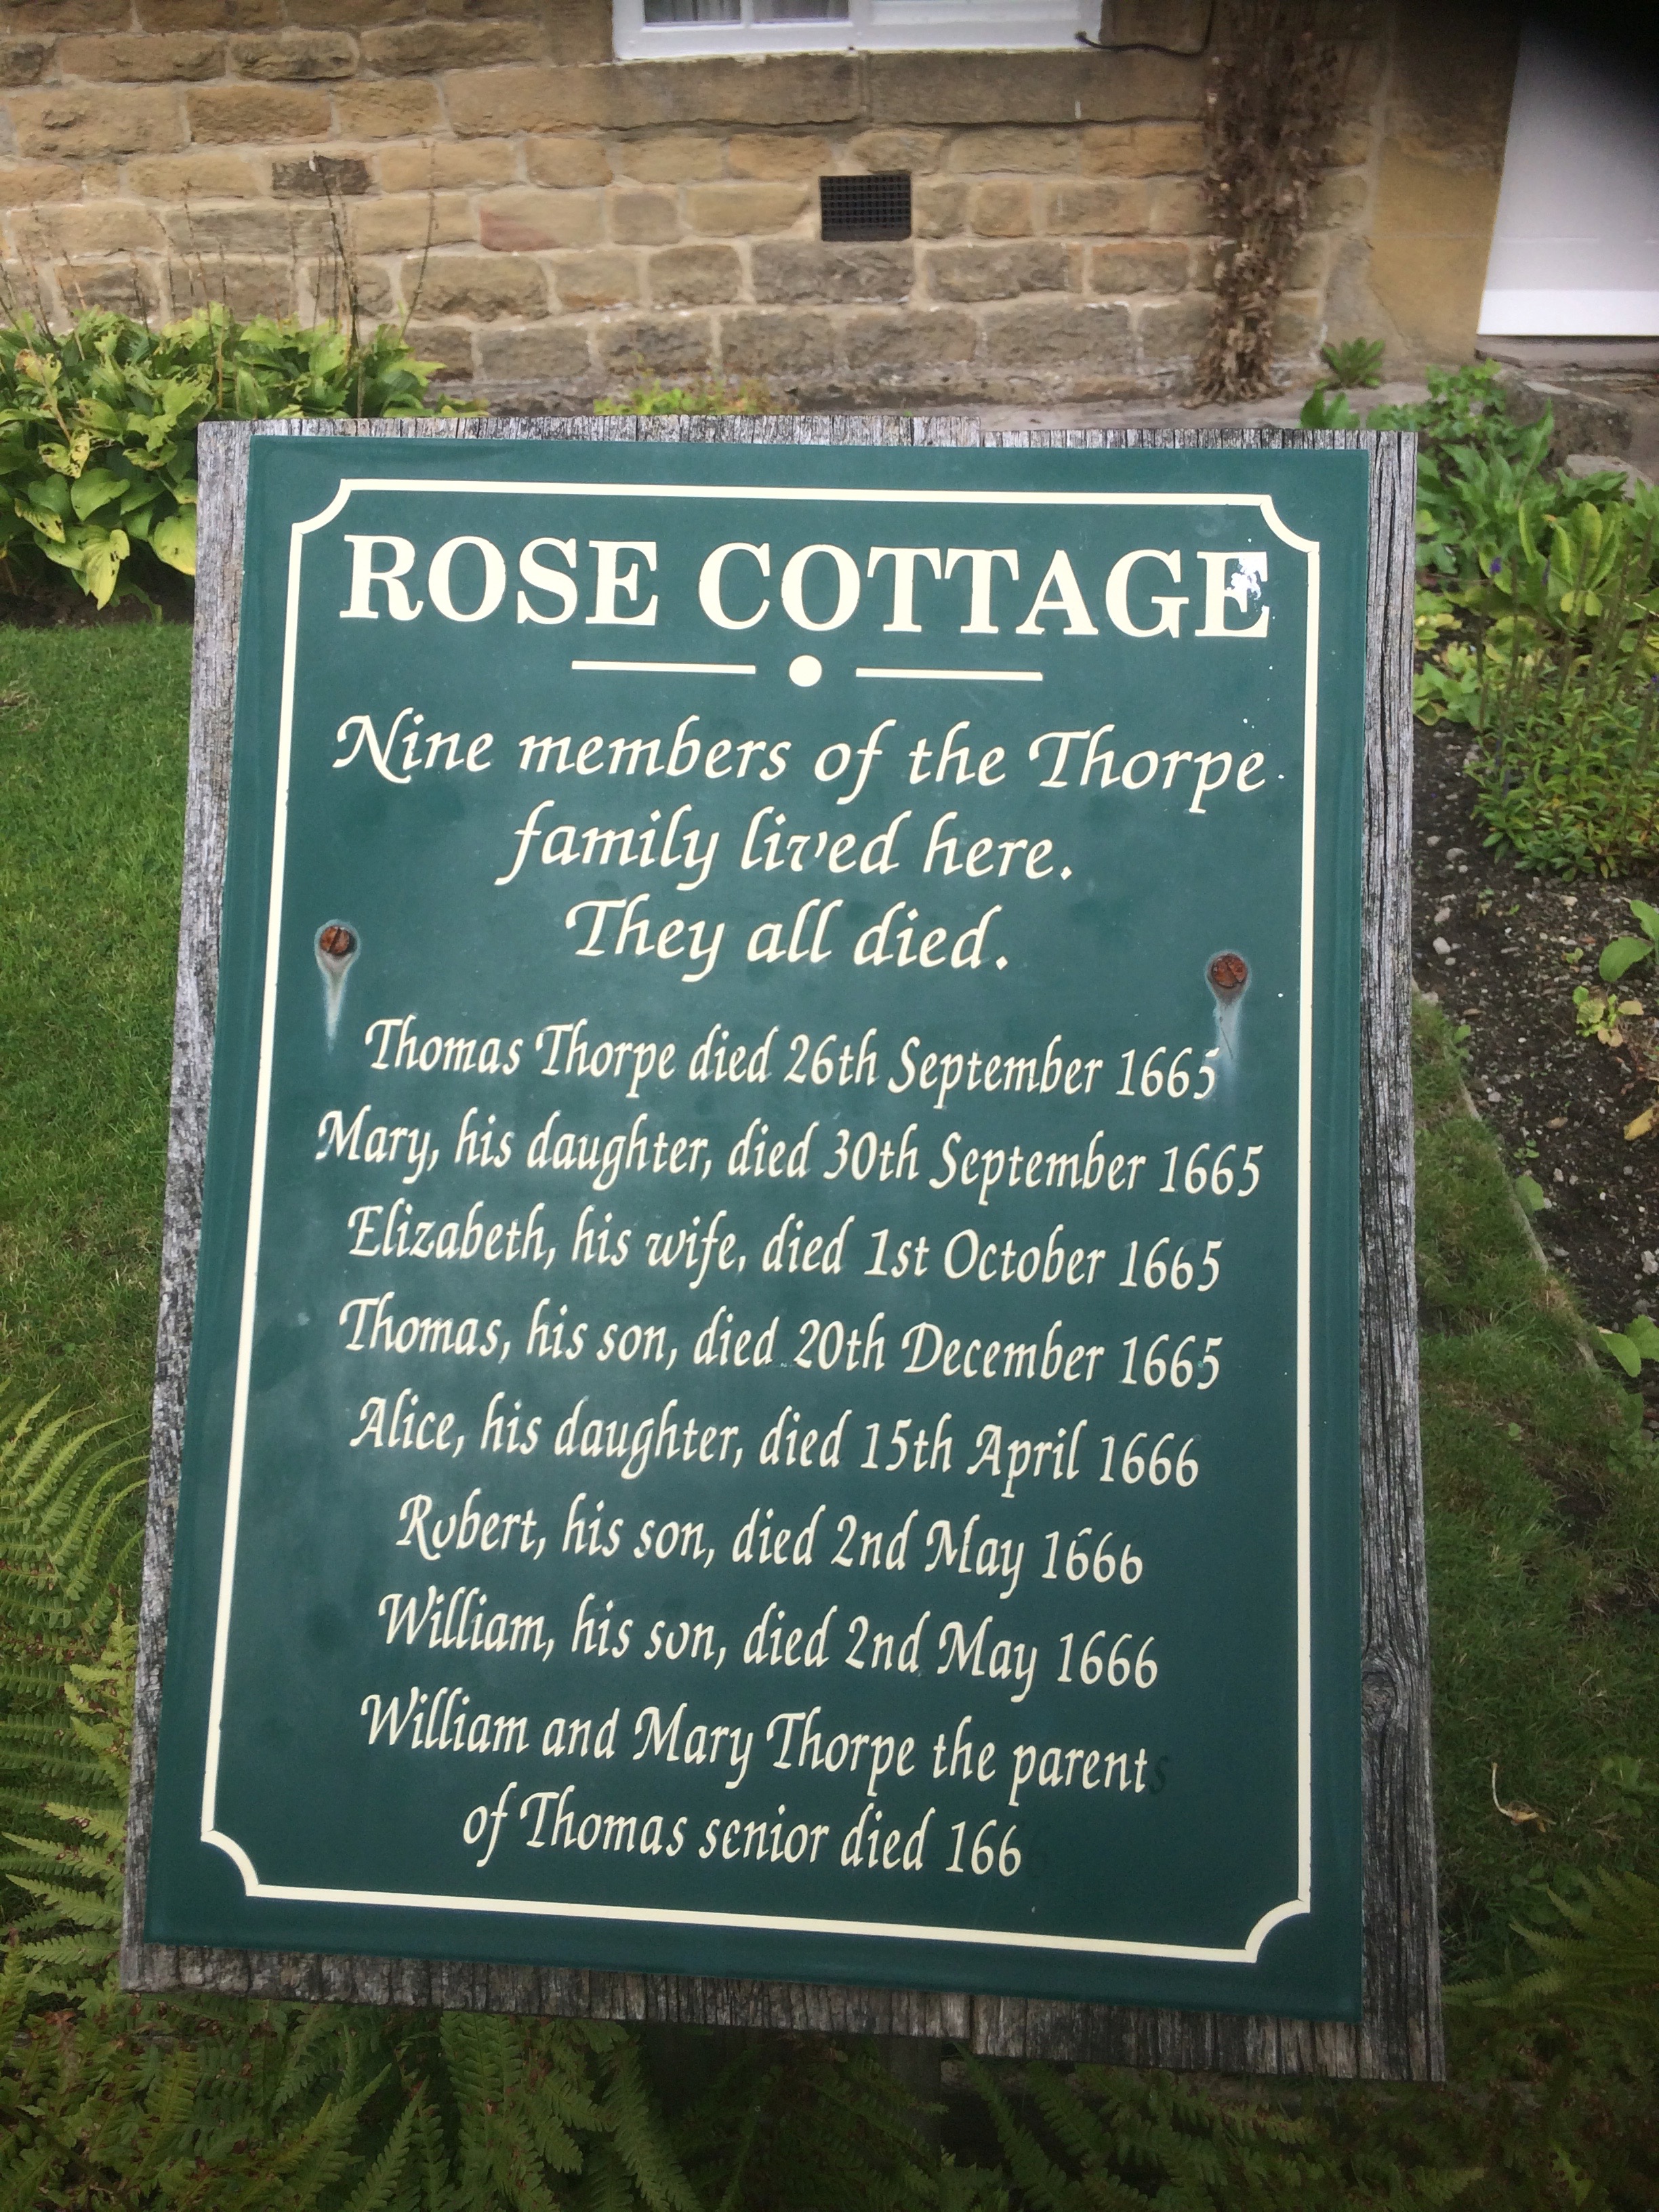 ROSE COTTAGE
Nine members of the Thorpe
family lived here.
They all died.
Thomas Thorpe died 26th September 1665
Mary, his daughter, died 30th September 1665
Elizabeth, his wife, died 1st October 1665
Thomas, his son, died 20th December 1665
Alice, his daughter, died 15th April 1666
Robert, his son, died 2nd May 1666
William, his son, died 2nd May 1666
William and Mary Thorpe the parents
of Thomas senior died 166